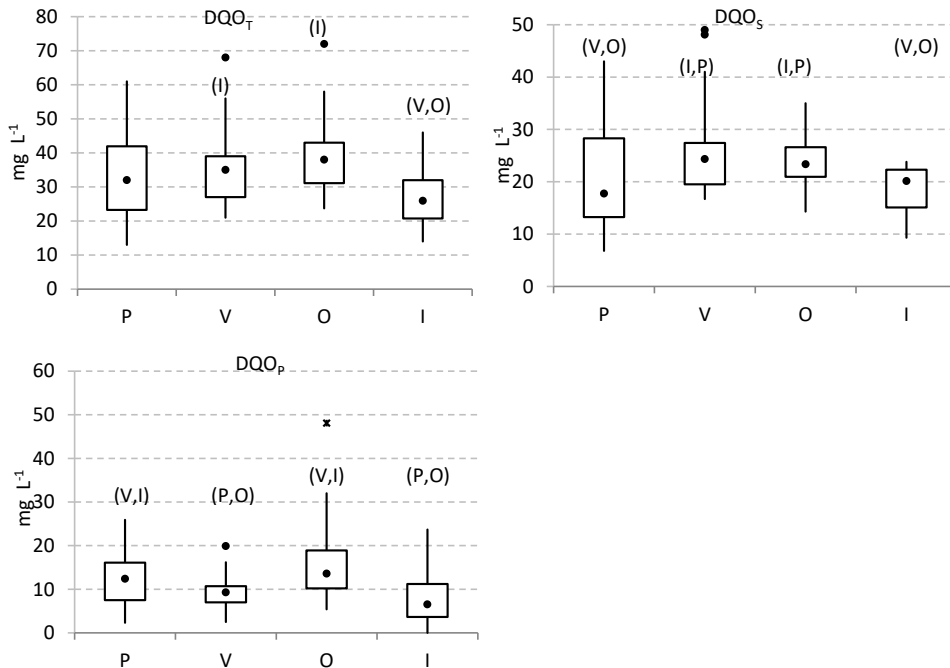 DQO_T
mg L⁻¹
80
70
60
50
40
30
20
10
0
(I)
(I)
(V,O)
P V O I
DQO_S
mg L⁻¹
50
40
30
20
10
0
(V,O) (I,P) (I,P) (V,O)
P V O I
DQO_P
mg L⁻¹
60
50
40
30
20
10
0
(V,I) (P,O) (V,I) (P,O)
P V O I